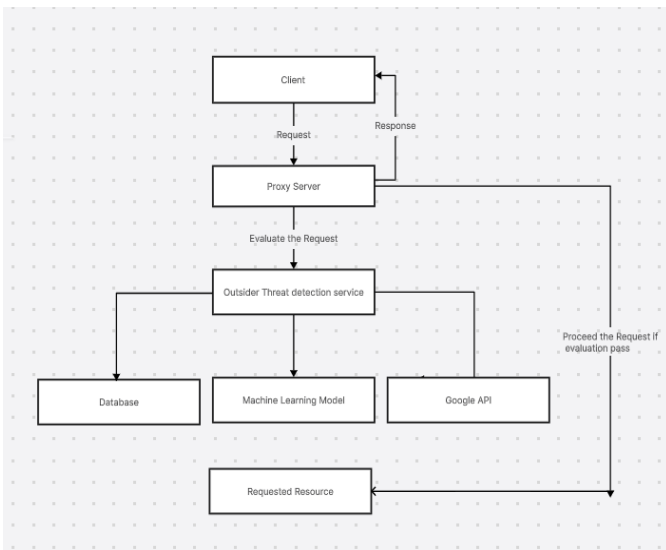 Client
Request
Response
Proxy Server
Evaluate the Request
Outsider Threat detection service
Proceed the Request if
evaluation pass
Database
Machine Learning Model
Google API
Requested Resource